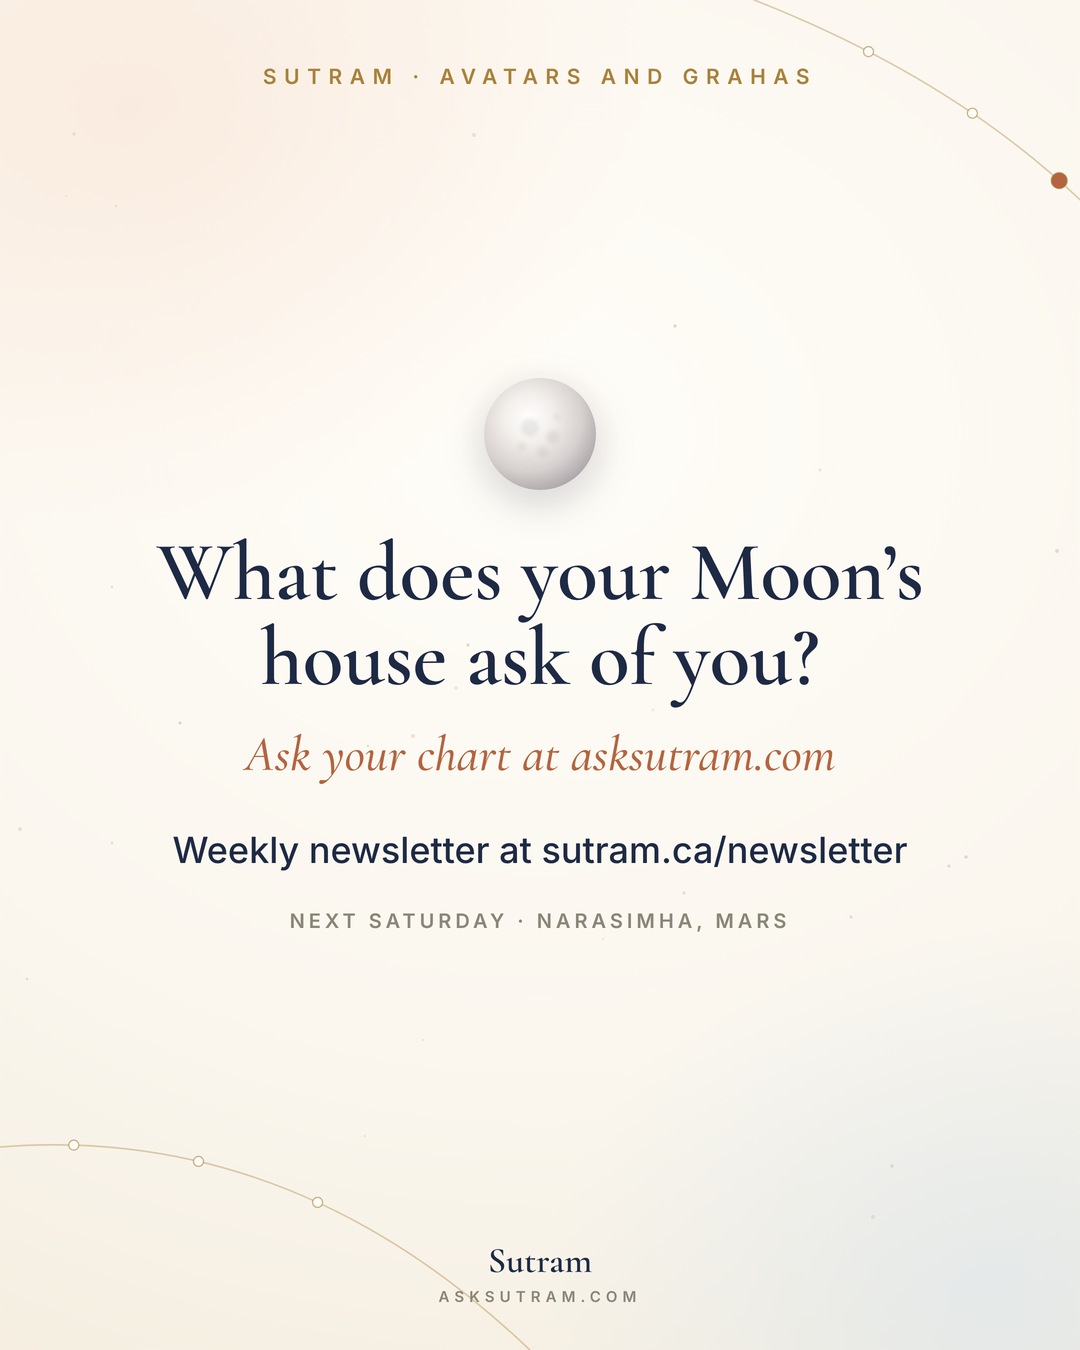 SUTRAM · AVATARS AND GRAHAS
What does your Moon’s
house ask of you?
Ask your chart at asksutram.com
Weekly newsletter at sutram.ca/newsletter
NEXT SATURDAY · NARASIMHA, MARS
Sutram
ASKSUTRAM.COM